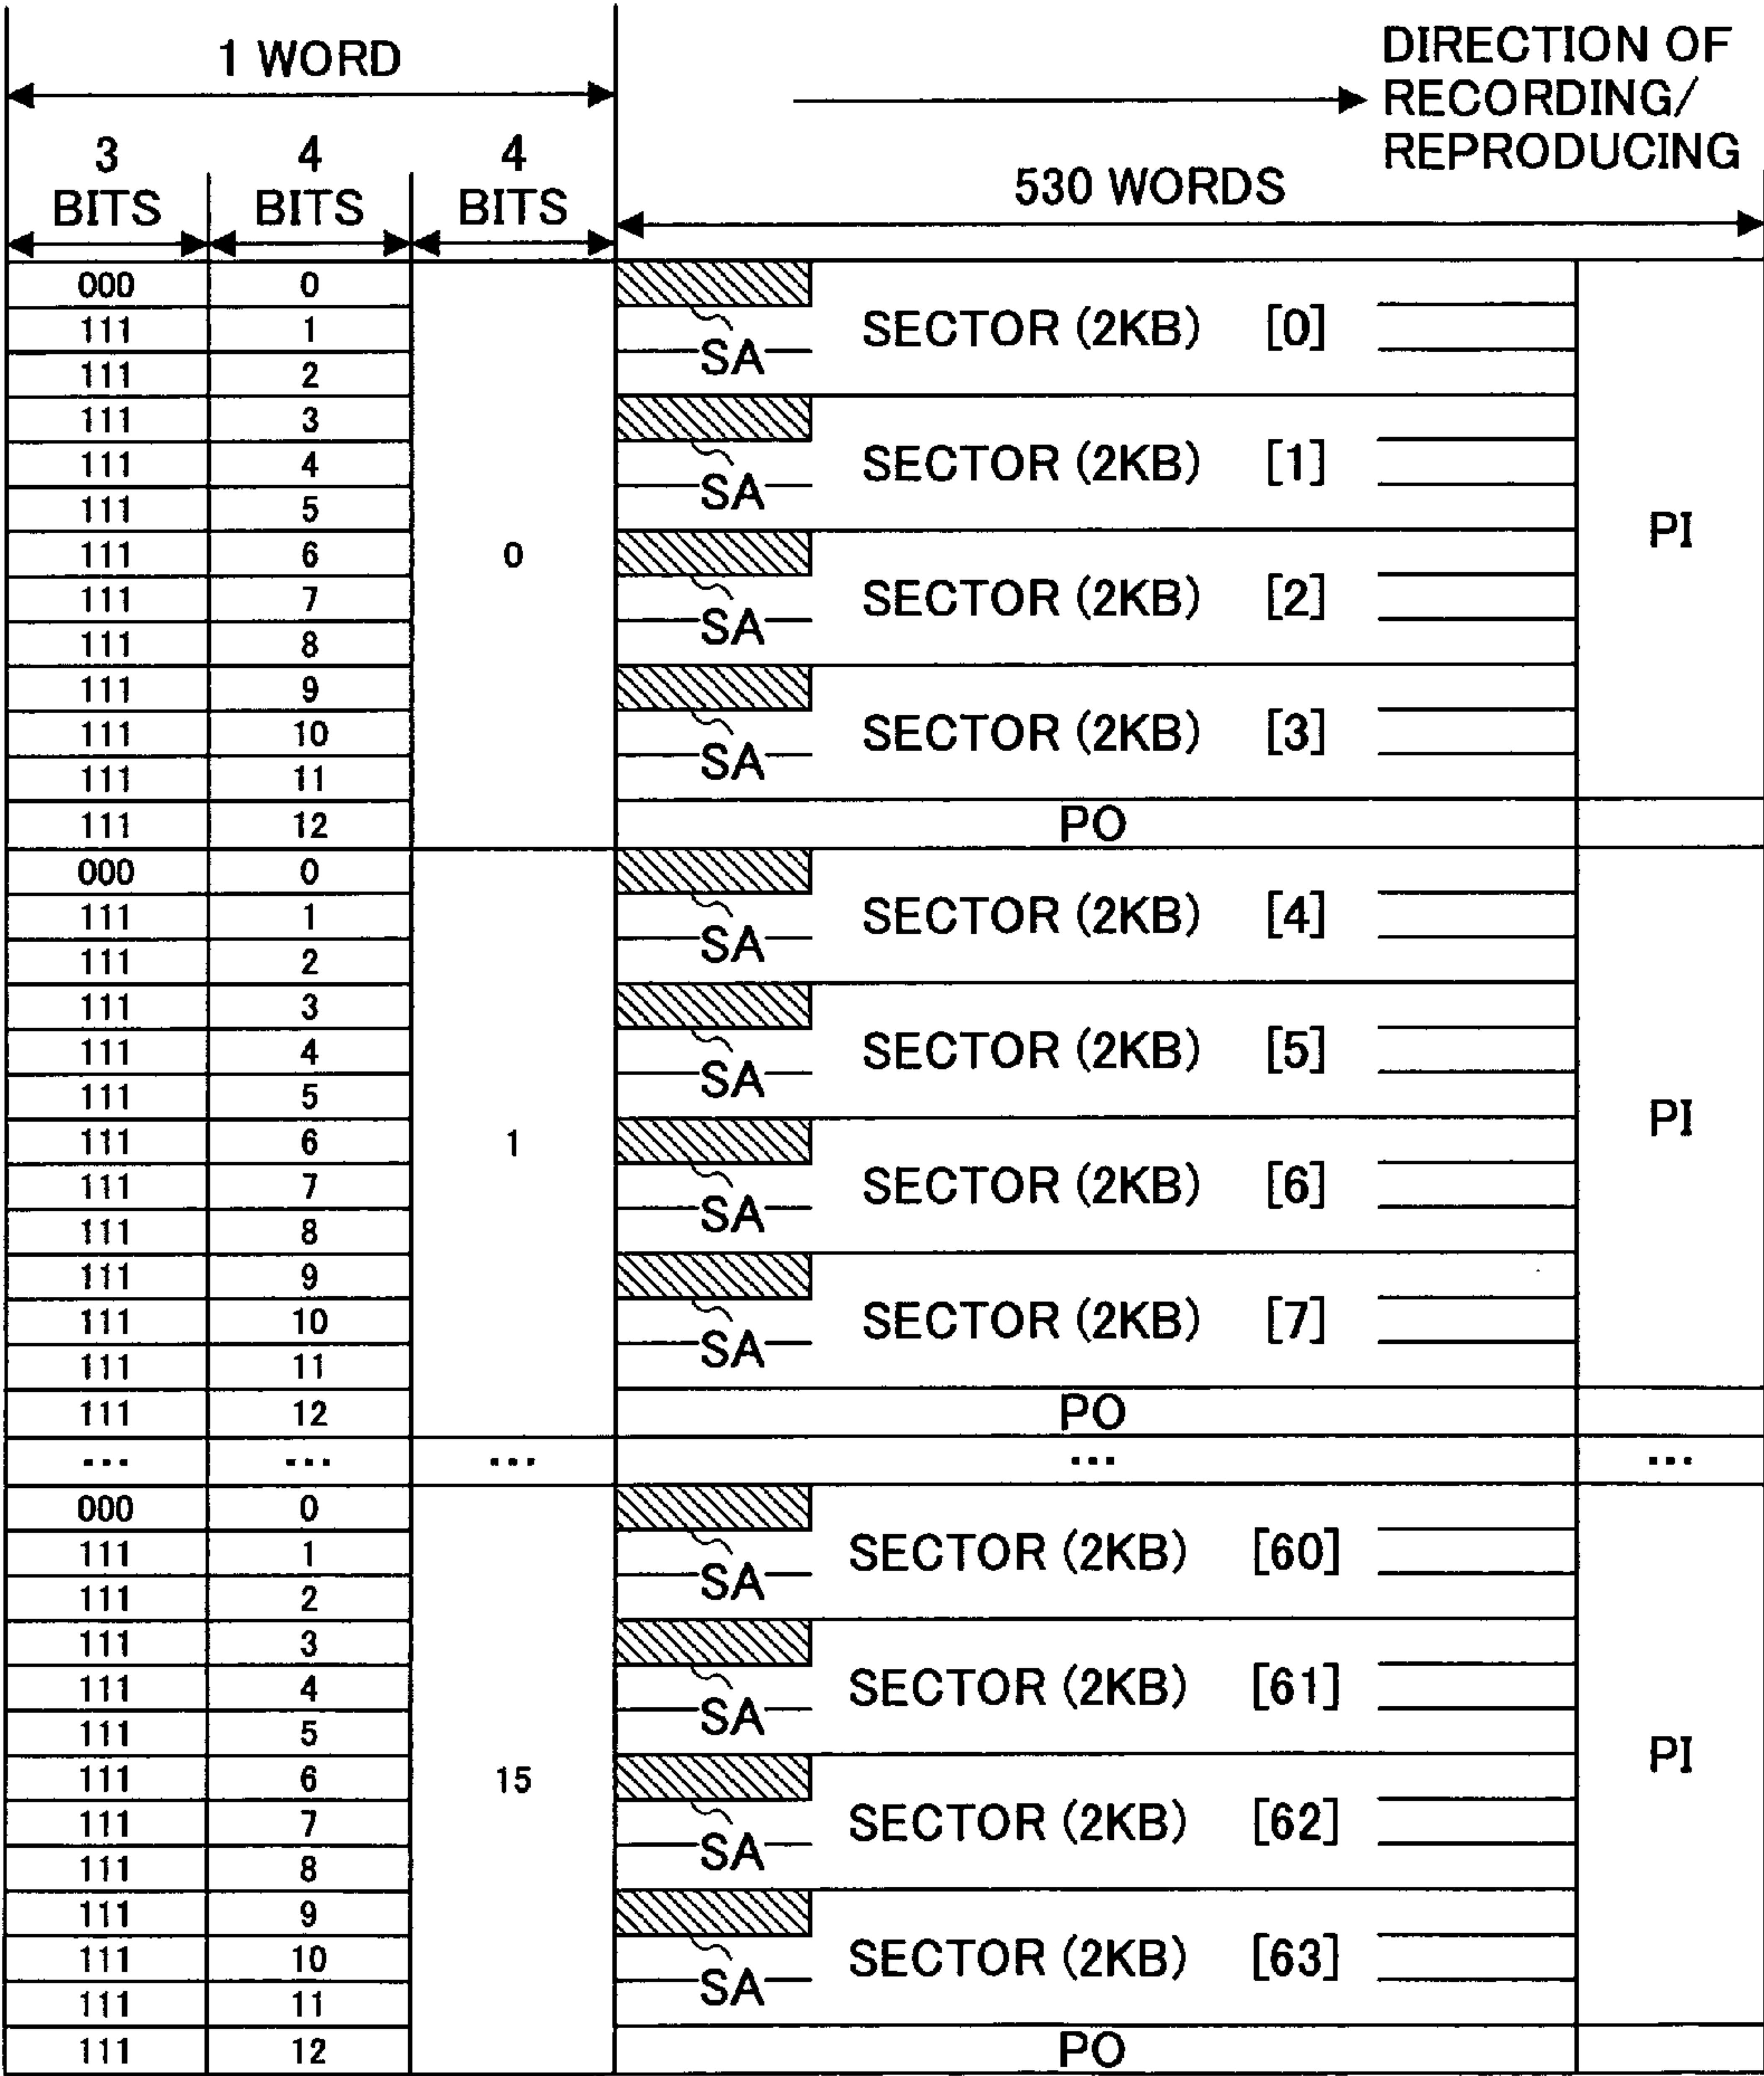 1 WORD
DIRECTION OF
RECORDING/
REPRODUCING
3 BITS 4 BITS 4 BITS
530 WORDS
000 0
111 1 SA SECTOR (2KB) [0]
111 2
111 3
111 4 SA SECTOR (2KB) [1]
111 5 PI
111 6 0
111 7 SA SECTOR (2KB) [2]
111 8
111 9
111 10 SA SECTOR (2KB) [3]
111 11
111 12 PO
000 0
111 1 SA SECTOR (2KB) [4]
111 2
111 3
111 4 SA SECTOR (2KB) [5]
111 5 PI
111 6 1
111 7 SA SECTOR (2KB) [6]
111 8
111 9
111 10 SA SECTOR (2KB) [7]
111 11
111 12 PO
... ... ... ... ...
000 0
111 1 SA SECTOR (2KB) [60]
111 2
111 3
111 4 SA SECTOR (2KB) [61]
111 5 PI
111 6 15
111 7 SA SECTOR (2KB) [62]
111 8
111 9
111 10 SA SECTOR (2KB) [63]
111 11
111 12 PO